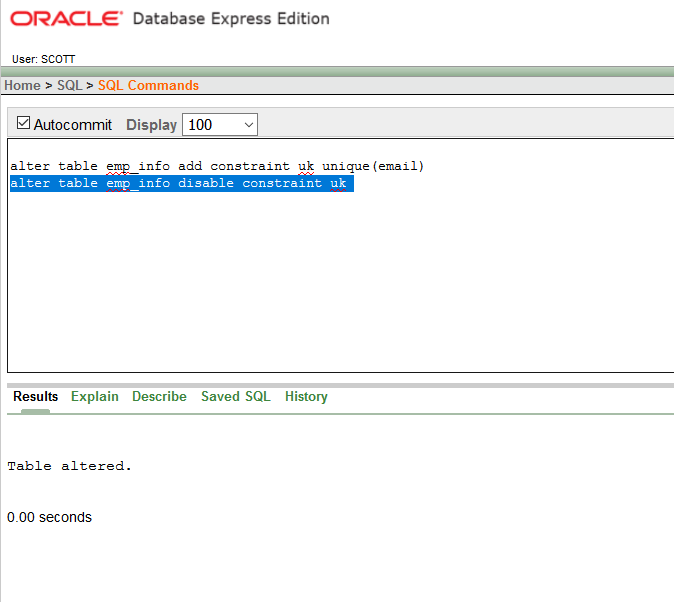 ORACLE® Database Express Edition
User: SCOTT
Home > SQL > SQL Commands
Autocommit Display 100
alter table emp_info add constraint uk unique(email)
alter table emp_info disable constraint uk
Results Explain Describe Saved SQL History
Table altered.
0.00 seconds